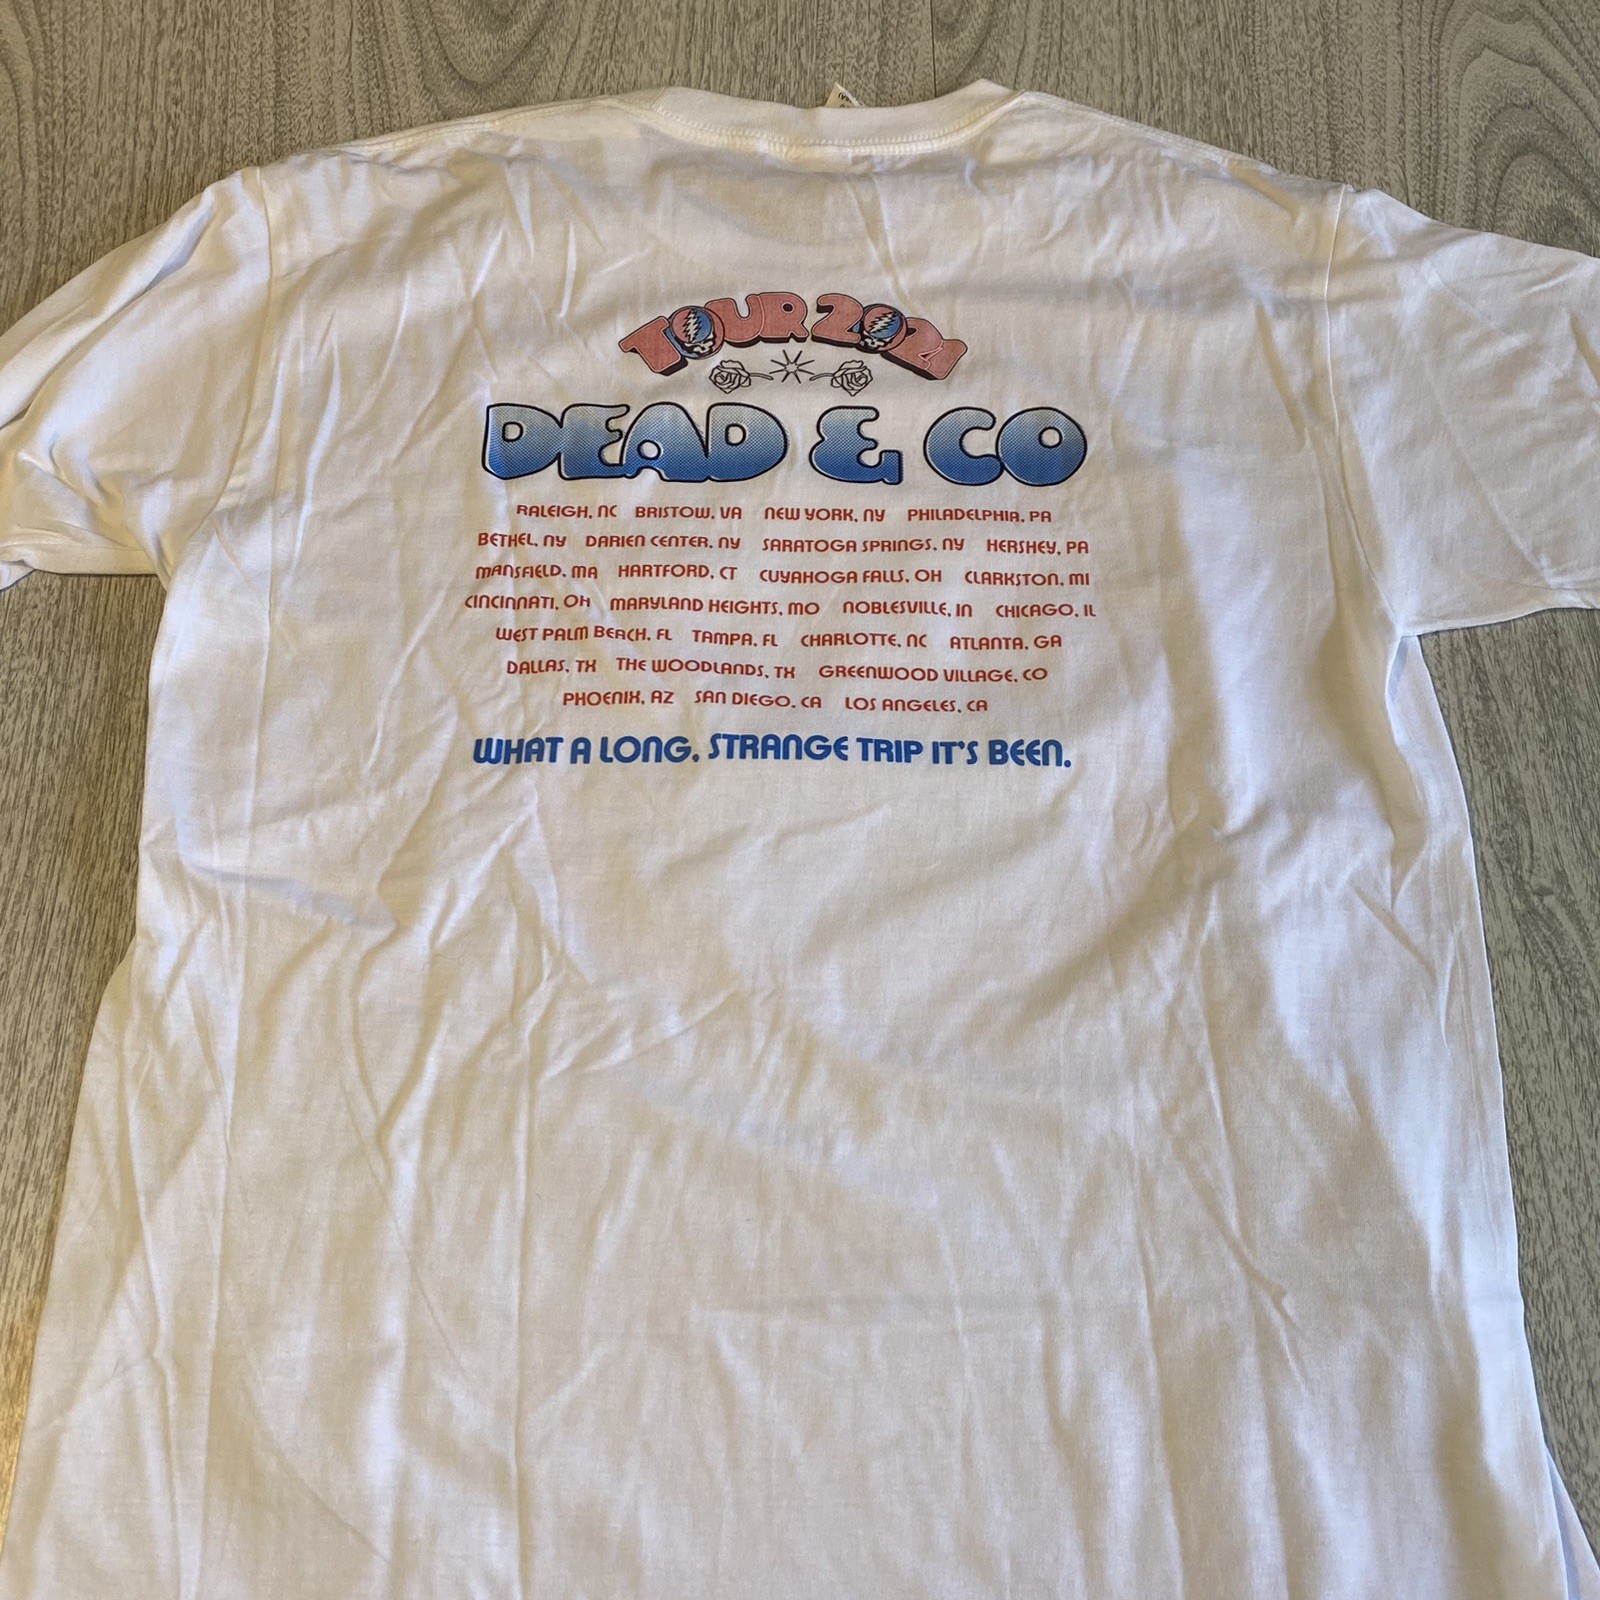 TOUR 2021
DEAD & CO
RALEIGH, NC BRISTOW, VA NEW YORK, NY PHILADELPHIA, PA
BETHEL, NY DARIEN CENTER, NY SARATOGA SPRINGS, NY HERSHEY, PA
MANSFIELD, MA HARTFORD, CT CUYAHOGA FALLS, OH CLARKSTON, MI
CINCINNATI, OH MARYLAND HEIGHTS, MO NOBLESVILLE, IN CHICAGO, IL
WEST PALM BEACH, FL TAMPA, FL CHARLOTTE, NC ATLANTA, GA
DALLAS, TX THE WOODLANDS, TX GREENWOOD VILLAGE, CO
PHOENIX, AZ SAN DIEGO, CA LOS ANGELES, CA
WHAT A LONG, STRANGE TRIP IT'S BEEN.